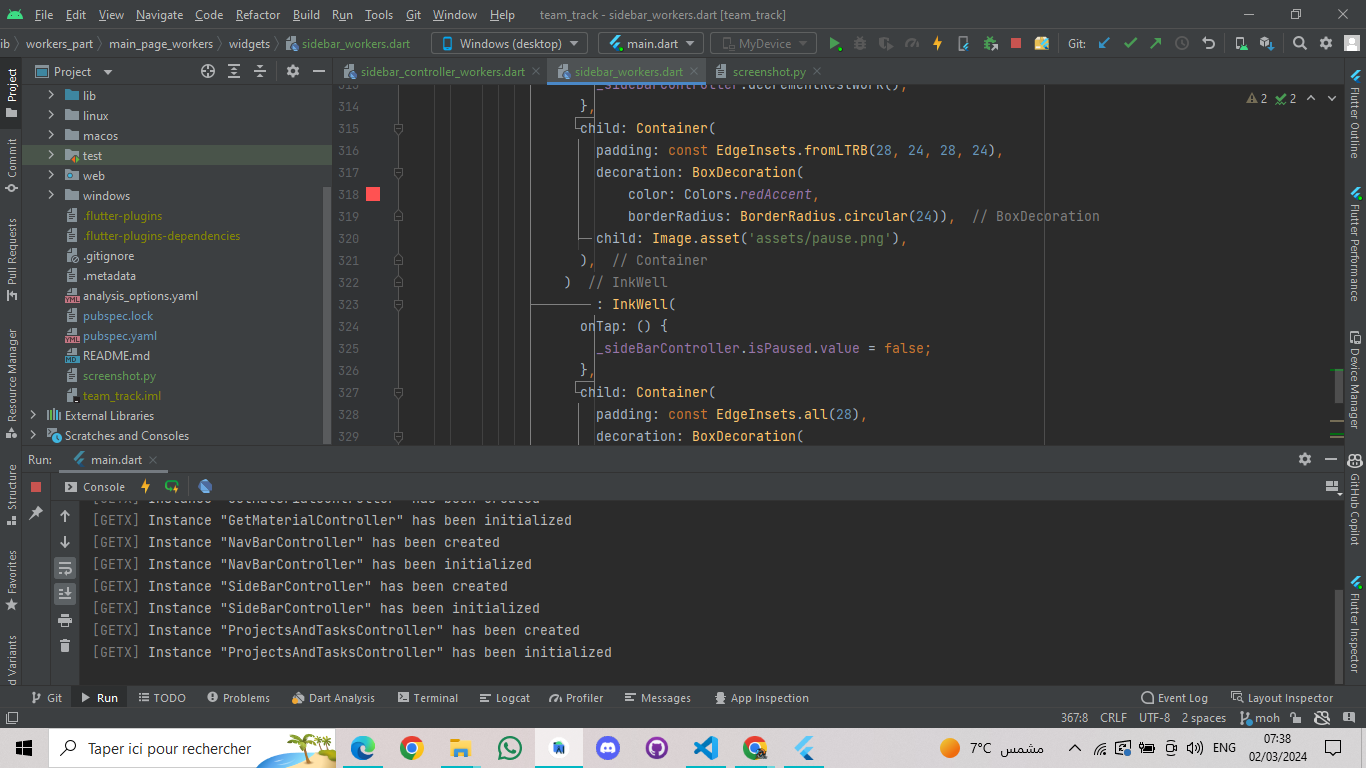 File Edit View Navigate Code Refactor Build Run Tools Git Window Help team_track - sidebar_workers.dart [team_track]
lib workers_part main_page_workers widgets sidebar_workers.dart Windows (desktop) main.dart MyDevice Git:
Project
sidebar_controller_workers.dart sidebar_workers.dart screenshot.py
Project
Commit
Pull Requests
Resource Manager
Structure
Favorites
d Variants
lib
linux
macos
test
web
windows
.flutter-plugins
.flutter-plugins-dependencies
.gitignore
.metadata
analysis_options.yaml
pubspec.lock
pubspec.yaml
README.md
screenshot.py
team_track.iml
External Libraries
Scratches and Consoles
2 2
313 _sideBarController.decrementRestWork();
314 },
315 child: Container(
316 padding: const EdgeInsets.fromLTRB(28, 24, 28, 24),
317 decoration: BoxDecoration(
318 color: Colors.redAccent,
319 borderRadius: BorderRadius.circular(24)), // BoxDecoration
320 child: Image.asset('assets/pause.png'),
321 ), // Container
322 ) // InkWell
323 : InkWell(
324 onTap: () {
325 _sideBarController.isPaused.value = false;
326 },
327 child: Container(
328 padding: const EdgeInsets.all(28),
329 decoration: BoxDecoration(
Flutter Outline
Flutter Performance
Device Manager
GitHub Copilot
Flutter Inspector
Run: main.dart
Console
[GETX] Instance "GetMaterialController" has been created
[GETX] Instance "GetMaterialController" has been initialized
[GETX] Instance "NavBarController" has been created
[GETX] Instance "NavBarController" has been initialized
[GETX] Instance "SideBarController" has been created
[GETX] Instance "SideBarController" has been initialized
[GETX] Instance "ProjectsAndTasksController" has been created
[GETX] Instance "ProjectsAndTasksController" has been initialized
Git Run TODO Problems Dart Analysis Terminal Logcat Profiler Messages App Inspection Event Log Layout Inspector
367:8 CRLF UTF-8 2 spaces moh
Taper ici pour rechercher 7°C مشمس ENG 07:38
02/03/2024